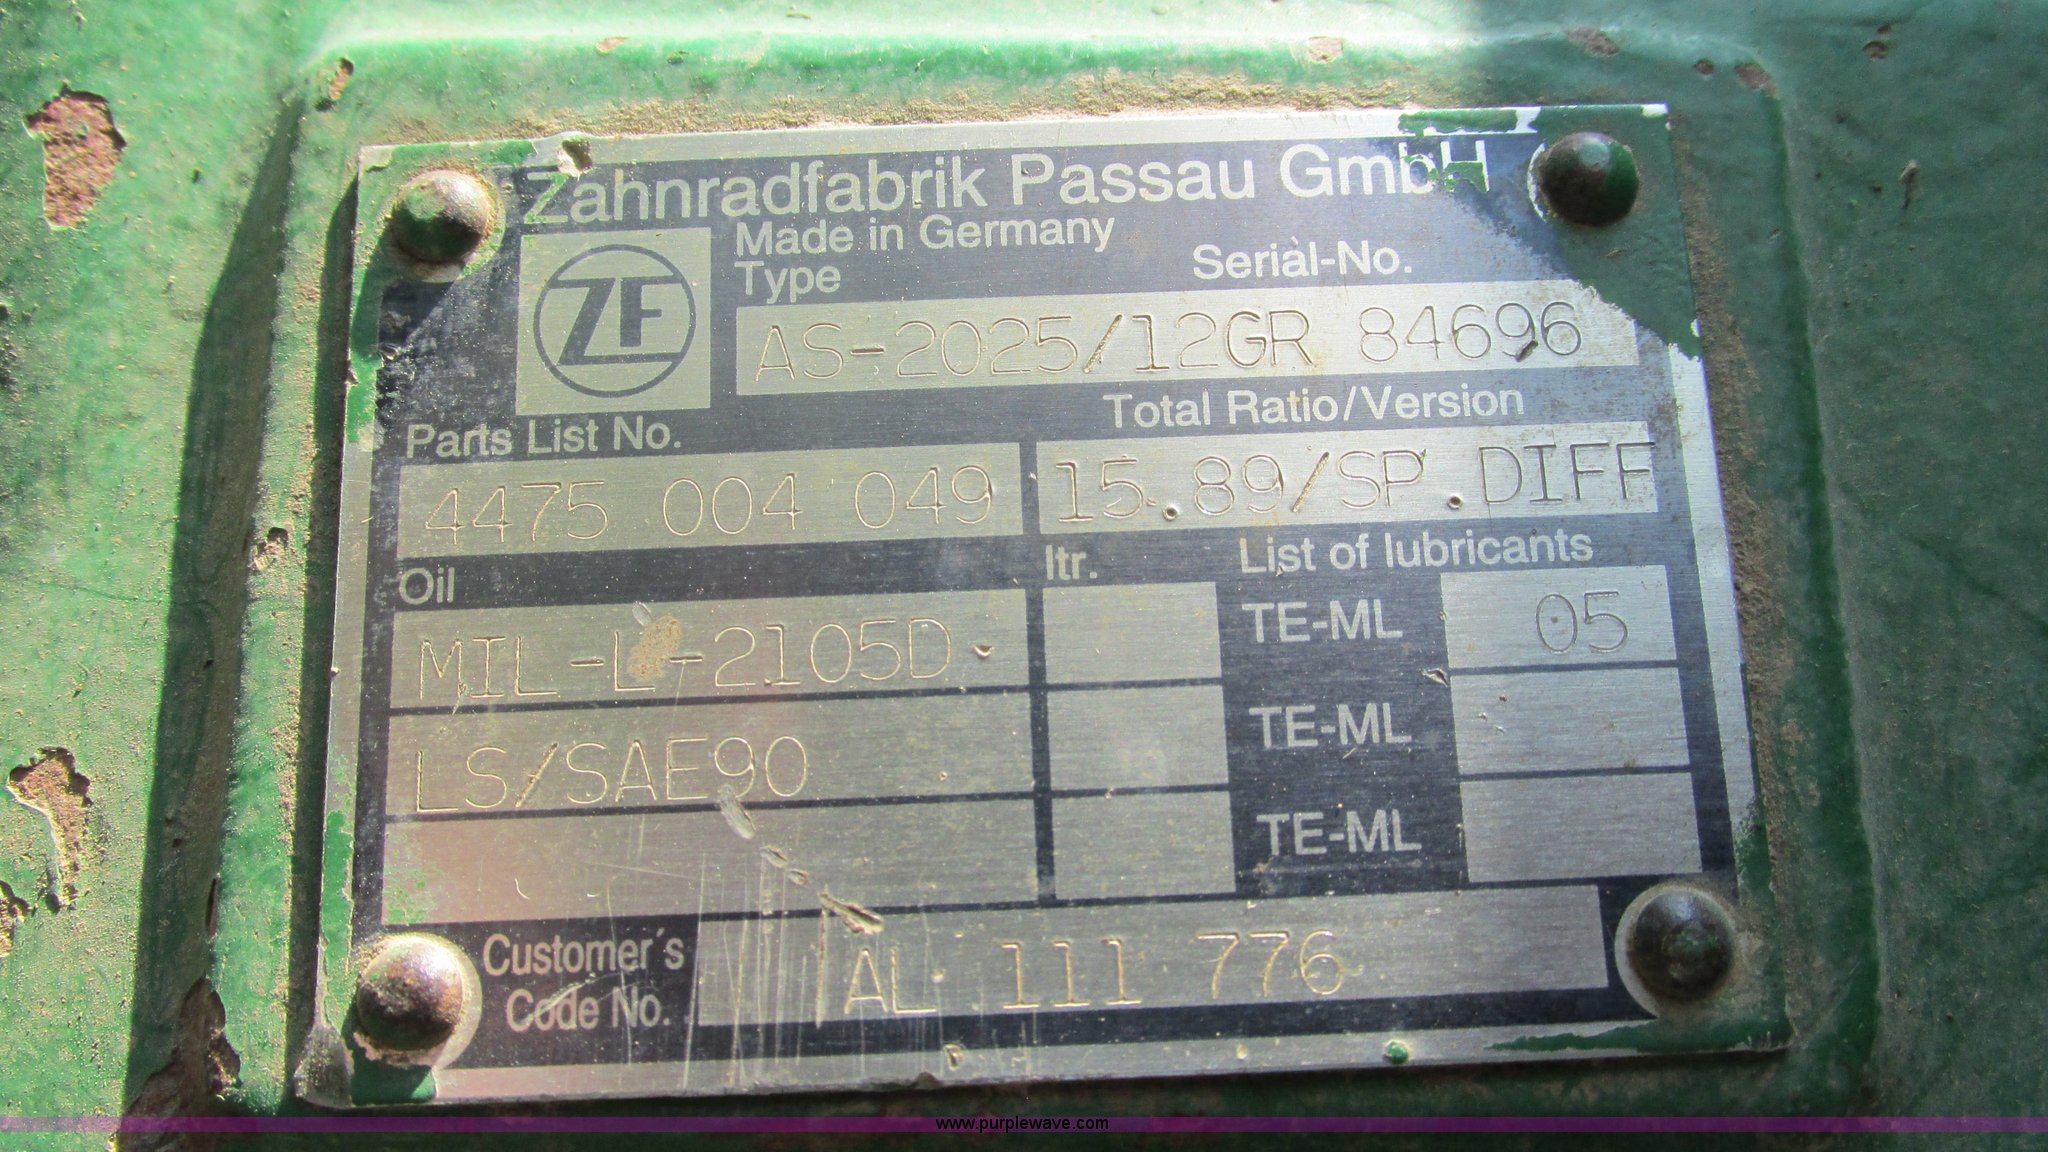 Zahnradfabrik Passau GmbH
Made in Germany
ZF
Type Serial-No.
AS-2025/12GR 84696
Parts List No. Total Ratio/Version
4475 004 049 15.89/SP.DIFF
Oil ltr. List of lubricants
MIL-L-2105D TE-ML 05
LS/SAE90 TE-ML
TE-ML
Customer´s
Code No. AL 111 776
www.purplewave.com